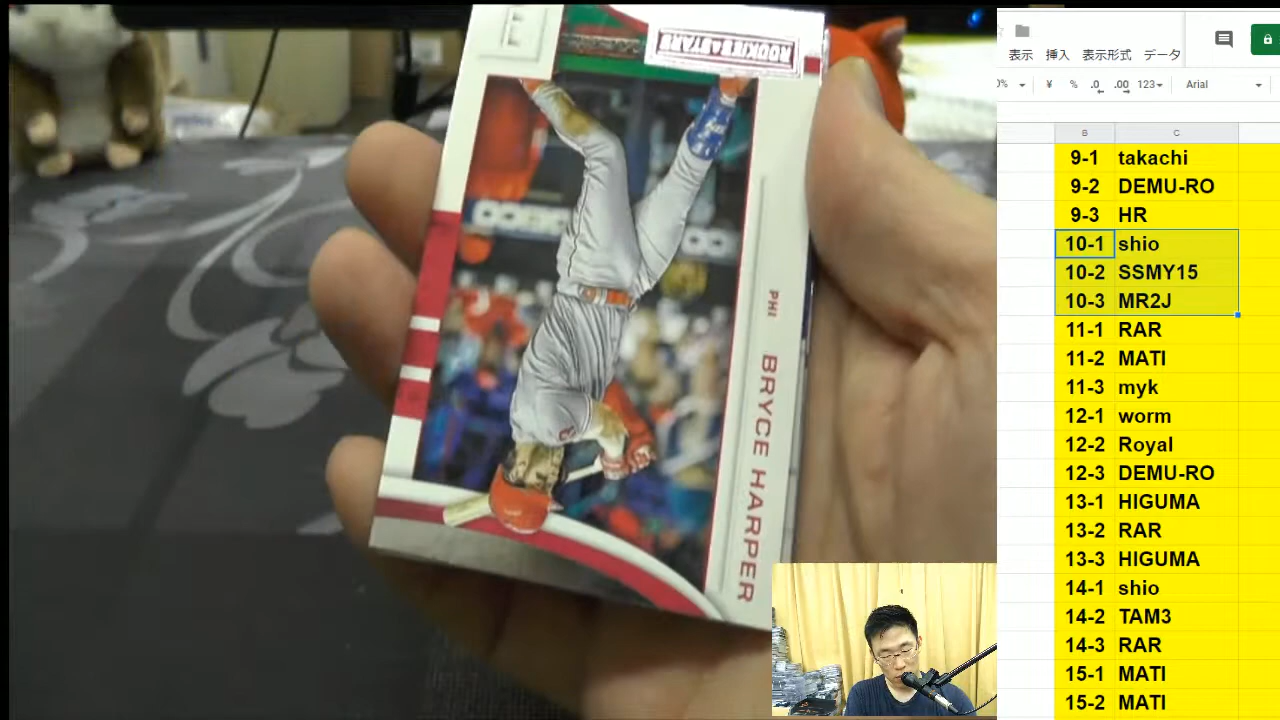 ROOKIES & STARS
PHI BRYCE HARPER
表示 挿入 表示形式 データ
% ¥ % .0 .00 123 Arial
B C
9-1 takachi
9-2 DEMU-RO
9-3 HR
10-1 shio
10-2 SSMY15
10-3 MR2J
11-1 RAR
11-2 MATI
11-3 myk
12-1 worm
12-2 Royal
12-3 DEMU-RO
13-1 HIGUMA
13-2 RAR
13-3 HIGUMA
14-1 shio
14-2 TAM3
14-3 RAR
15-1 MATI
15-2 MATI